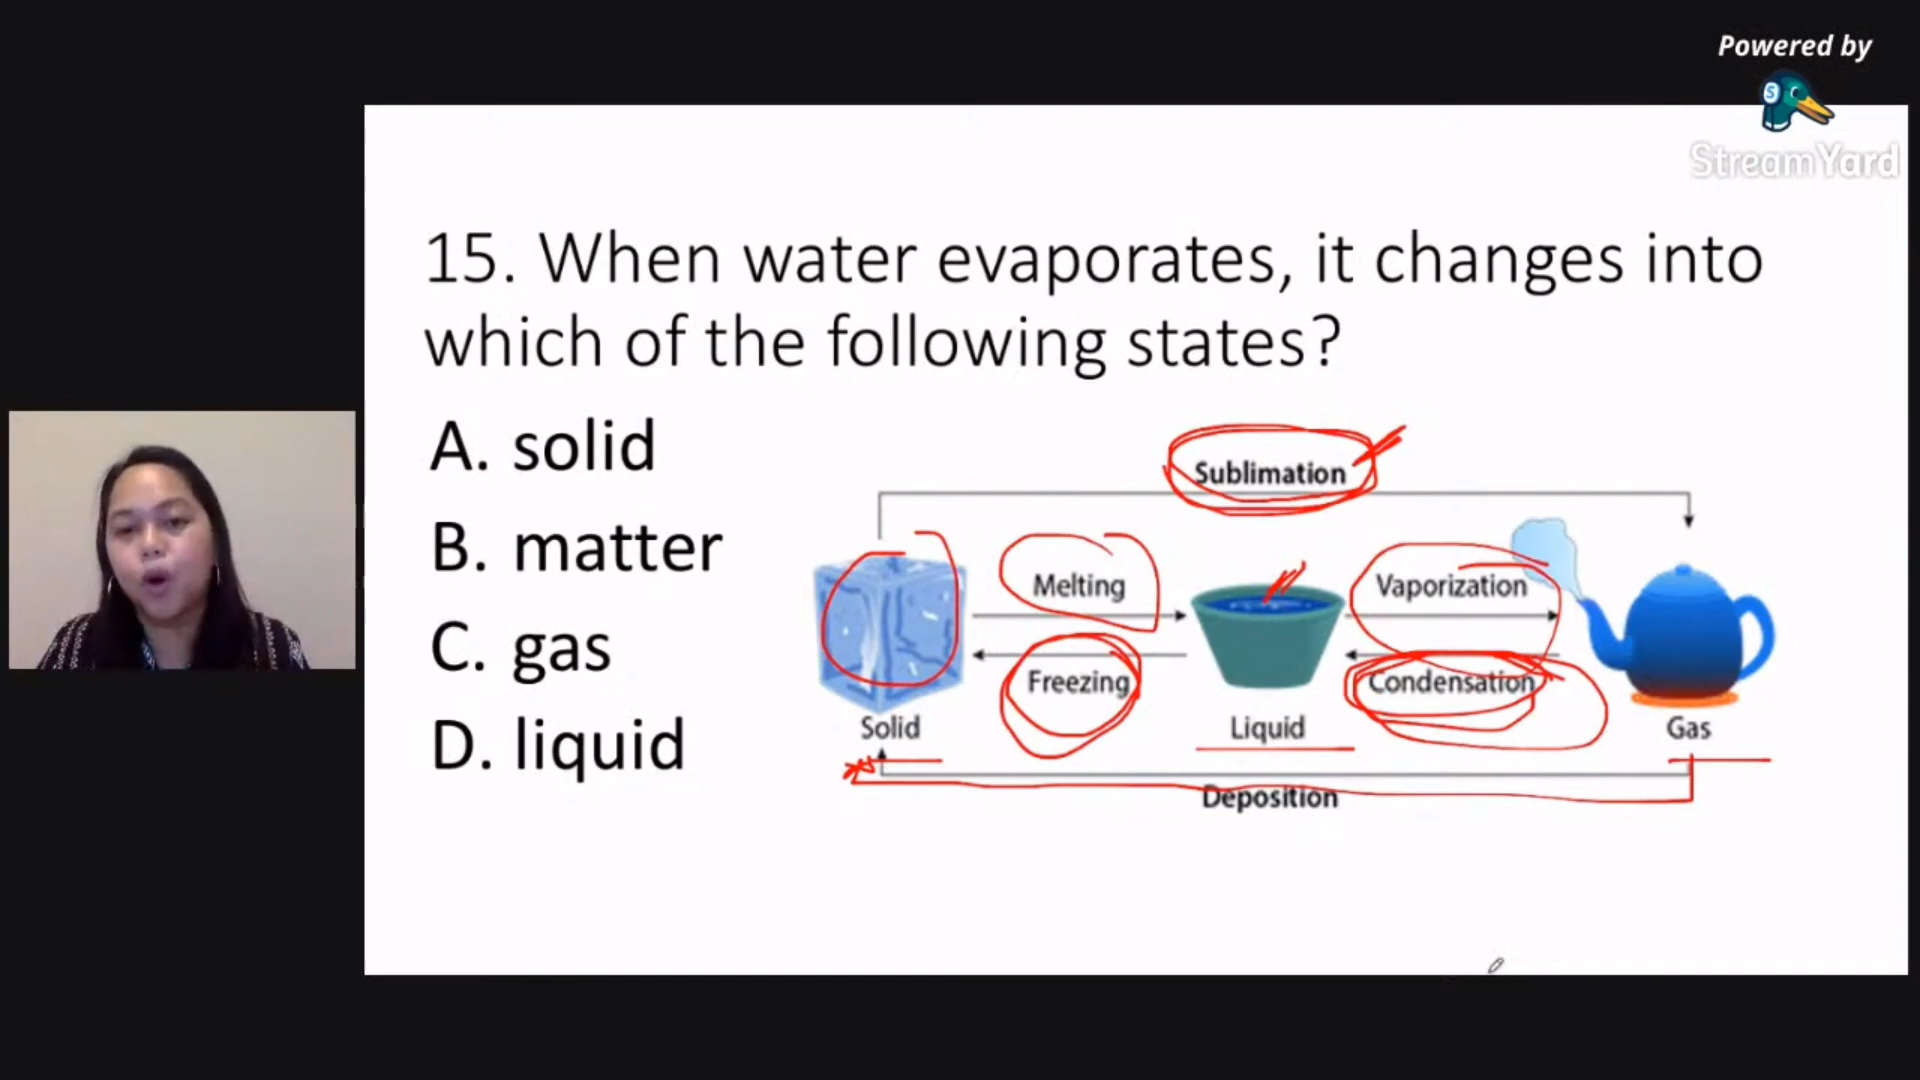 Powered by
StreamYard
15. When water evaporates, it changes into
which of the following states?
A. solid
B. matter
C. gas
D. liquid
Sublimation
Melting
Vaporization
Freezing
Condensation
Solid
Liquid
Gas
Deposition